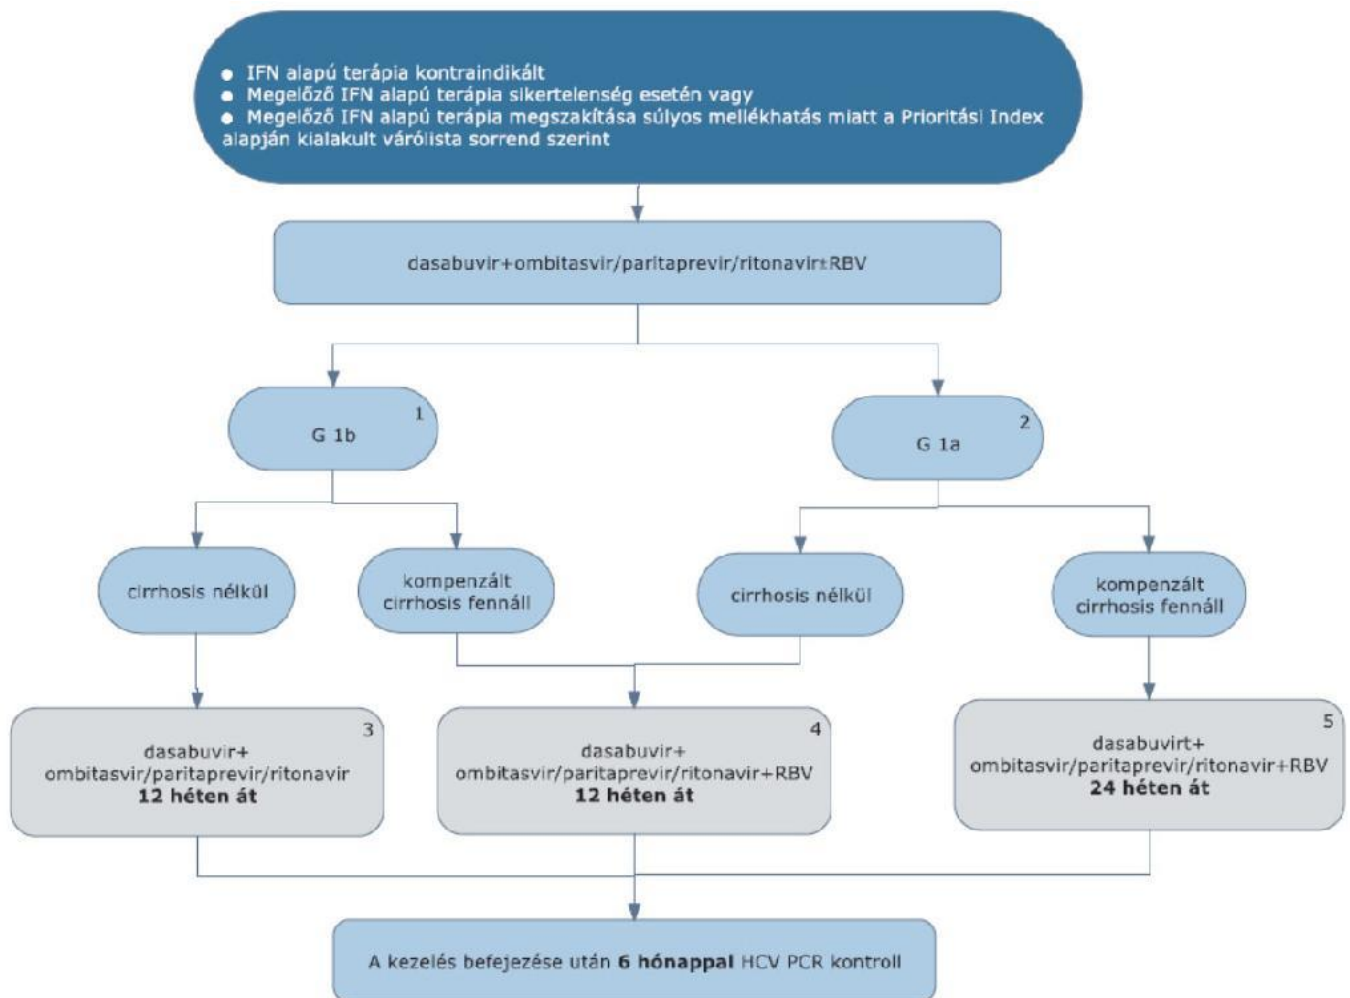 ● IFN alapú terápia kontraindikált
● Megelőző IFN alapú terápia sikertelenség esetén vagy
● Megelőző IFN alapú terápia megszakítása súlyos mellékhatás miatt a Prioritási Index
alapján kialakult várólista sorrend szerint
dasabuvir+ombitasvir/paritaprevir/ritonavir±RBV
1
G 1b
2
G 1a
cirrhosis nélkül
kompenzált
cirrhosis fennáll
cirrhosis nélkül
kompenzált
cirrhosis fennáll
3
dasabuvir+
ombitasvir/paritaprevir/ritonavir
12 héten át
4
dasabuvir+
ombitasvir/paritaprevir/ritonavir+RBV
12 héten át
5
dasabuvirt+
ombitasvir/paritaprevir/ritonavir+RBV
24 héten át
A kezelés befejezése után 6 hónappal HCV PCR kontroll